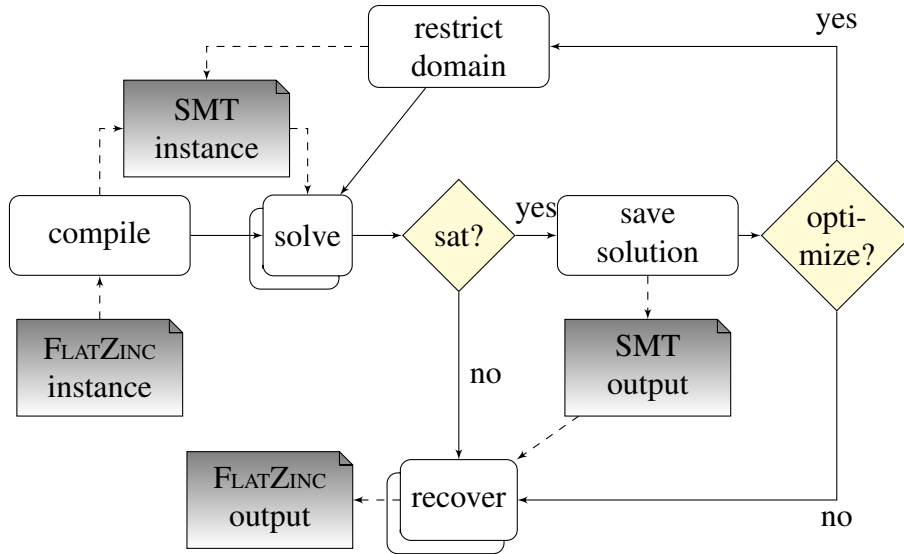 restrict
domain
yes
SMT
instance
compile
solve
sat?
yes
save
solution
opti-
mize?
FLATZINC
instance
no
SMT
output
FLATZINC
output
recover
no